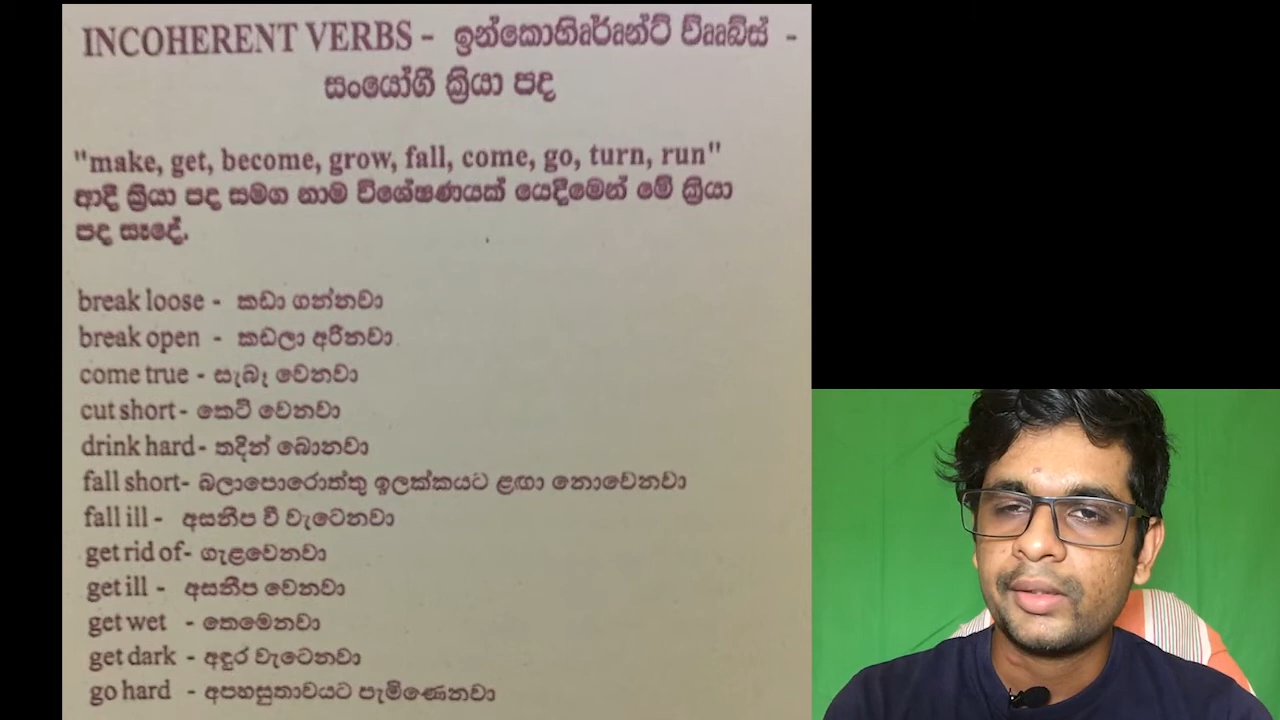 INCOHERENT VERBS - ඉන්කොහිෲර්ෲන්ට් ව්ෲෲබ්ස් -
සංයෝගී ක්‍රියා පද
"make, get, become, grow, fall, come, go, turn, run"
ආදී ක්‍රියා පද සමග නාම විශේෂණයක් යෙදීමෙන් මේ ක්‍රියා
පද සෑදේ.
break loose - කඩා ගන්නවා
break open - කඩලා අරිනවා
come true - සැබෑ වෙනවා
cut short - කෙටි වෙනවා
drink hard - තදින් බොනවා
fall short- බලාපොරොත්තු ඉලක්කයට ළඟා නොවෙනවා
fall ill - අසනීප වී වැටෙනවා
get rid of- ගැළවෙනවා
get ill - අසනීප වෙනවා
get wet - තෙමෙනවා
get dark - අඳුර වැටෙනවා
go hard - අපහසුතාවයට පැමිණෙනවා